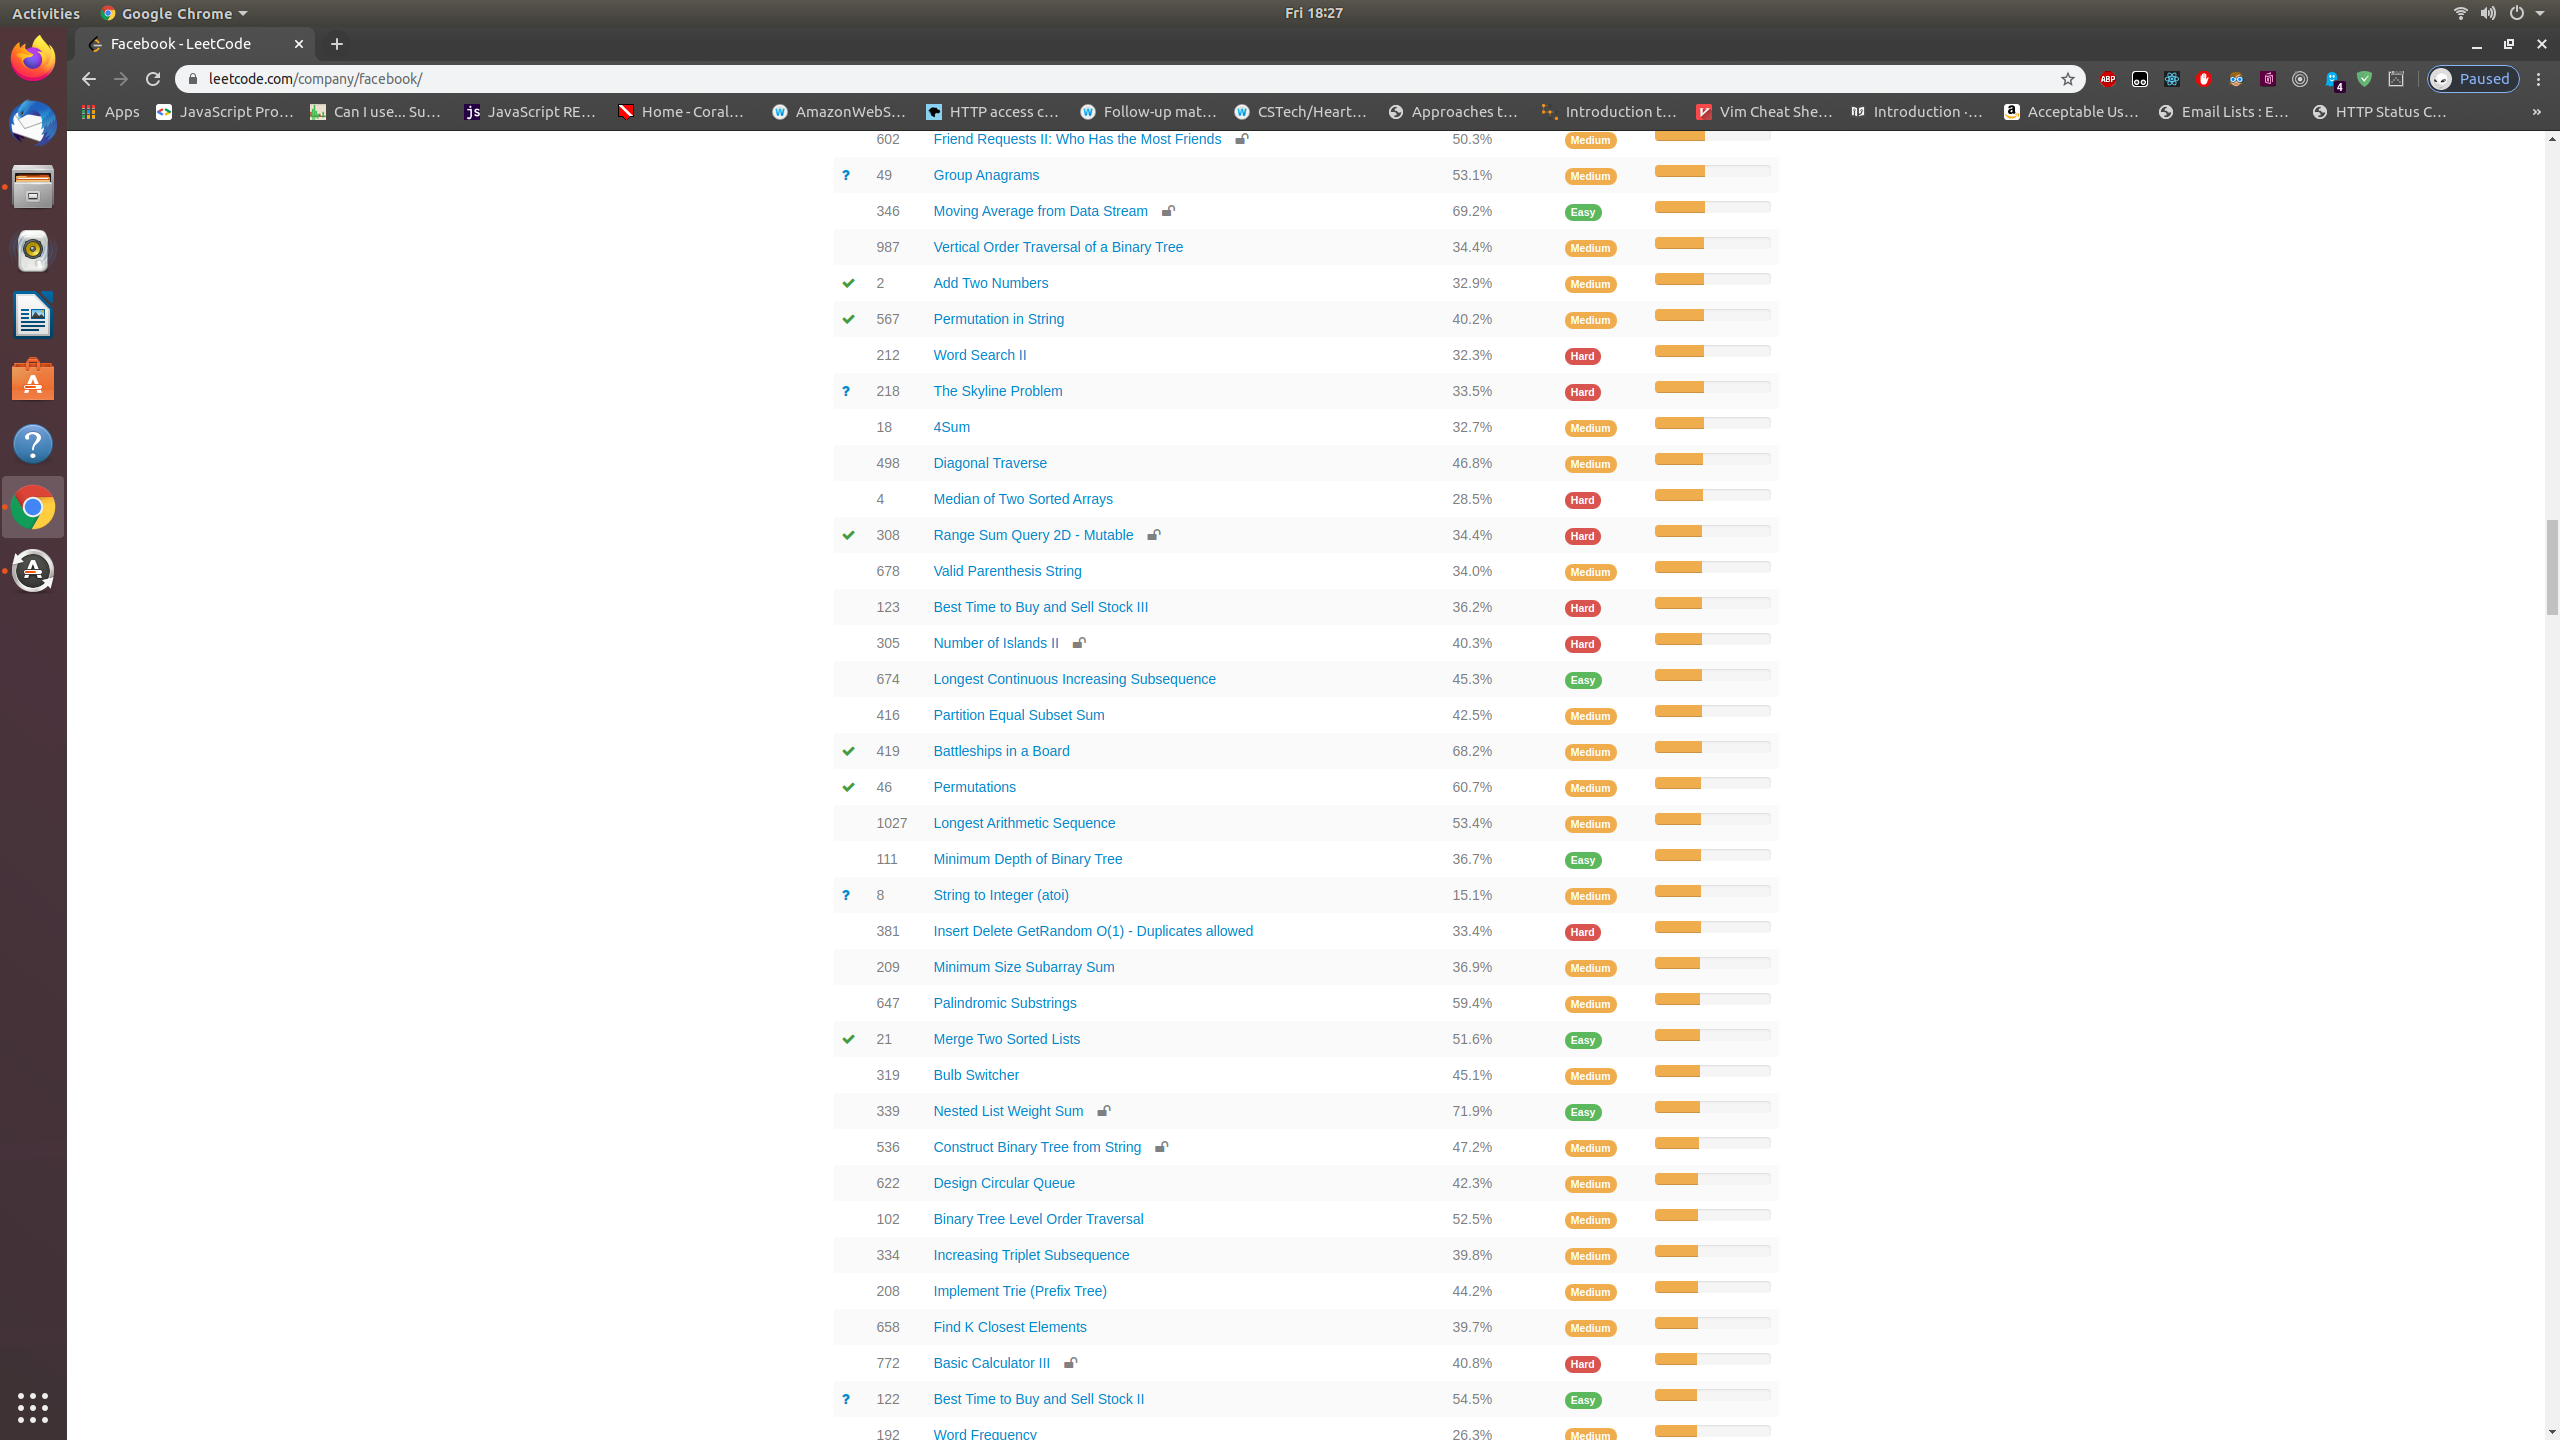 Activities Google Chrome Fri 18:27
Facebook - LeetCode
leetcode.com/company/facebook/ ABP 4 Paused
Apps JavaScript Pro... Can I use... Su... JavaScript RE... Home - Coral... AmazonWebS... HTTP access c... Follow-up mat... CSTech/Heart... Approaches t... Introduction t... Vim Cheat She... Introduction ·... Acceptable Us... Email Lists : E... HTTP Status C... »
602 Friend Requests II: Who Has the Most Friends 50.3% Medium
? 49 Group Anagrams 53.1% Medium
346 Moving Average from Data Stream 69.2% Easy
987 Vertical Order Traversal of a Binary Tree 34.4% Medium
2 Add Two Numbers 32.9% Medium
567 Permutation in String 40.2% Medium
212 Word Search II 32.3% Hard
? 218 The Skyline Problem 33.5% Hard
18 4Sum 32.7% Medium
498 Diagonal Traverse 46.8% Medium
4 Median of Two Sorted Arrays 28.5% Hard
308 Range Sum Query 2D - Mutable 34.4% Hard
678 Valid Parenthesis String 34.0% Medium
123 Best Time to Buy and Sell Stock III 36.2% Hard
305 Number of Islands II 40.3% Hard
674 Longest Continuous Increasing Subsequence 45.3% Easy
416 Partition Equal Subset Sum 42.5% Medium
419 Battleships in a Board 68.2% Medium
46 Permutations 60.7% Medium
1027 Longest Arithmetic Sequence 53.4% Medium
111 Minimum Depth of Binary Tree 36.7% Easy
? 8 String to Integer (atoi) 15.1% Medium
381 Insert Delete GetRandom O(1) - Duplicates allowed 33.4% Hard
209 Minimum Size Subarray Sum 36.9% Medium
647 Palindromic Substrings 59.4% Medium
21 Merge Two Sorted Lists 51.6% Easy
319 Bulb Switcher 45.1% Medium
339 Nested List Weight Sum 71.9% Easy
536 Construct Binary Tree from String 47.2% Medium
622 Design Circular Queue 42.3% Medium
102 Binary Tree Level Order Traversal 52.5% Medium
334 Increasing Triplet Subsequence 39.8% Medium
208 Implement Trie (Prefix Tree) 44.2% Medium
658 Find K Closest Elements 39.7% Medium
772 Basic Calculator III 40.8% Hard
? 122 Best Time to Buy and Sell Stock II 54.5% Easy
192 Word Frequency 26.3% Medium